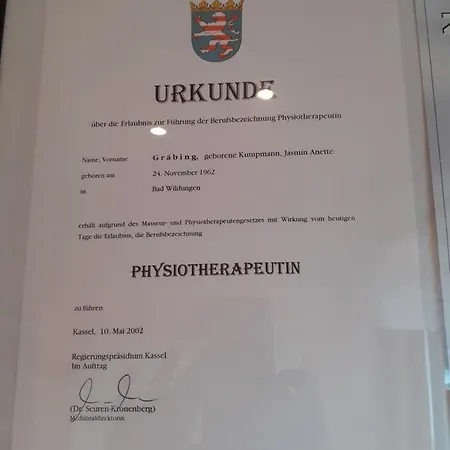 URKUNDE
über die Erlaubnis zur Führung der Berufsbezeichnung Physiotherapeutin
Name, Vorname Gräbing, geborene Kumpmann, Jasmin Anette
geboren am 24. November 1962
in Bad Wildungen
erhält aufgrund des Masseur- und Physiotherapeutengesetzes mit Wirkung vom heutigen
Tage die Erlaubnis, die Berufsbezeichnung
PHYSIOTHERAPEUTIN
zu führen.
Kassel, 10. Mai 2002
Regierungspräsidium Kassel
Im Auftrag
(Dr. Seuren-Kronenberg)
Medizinaldirektorin